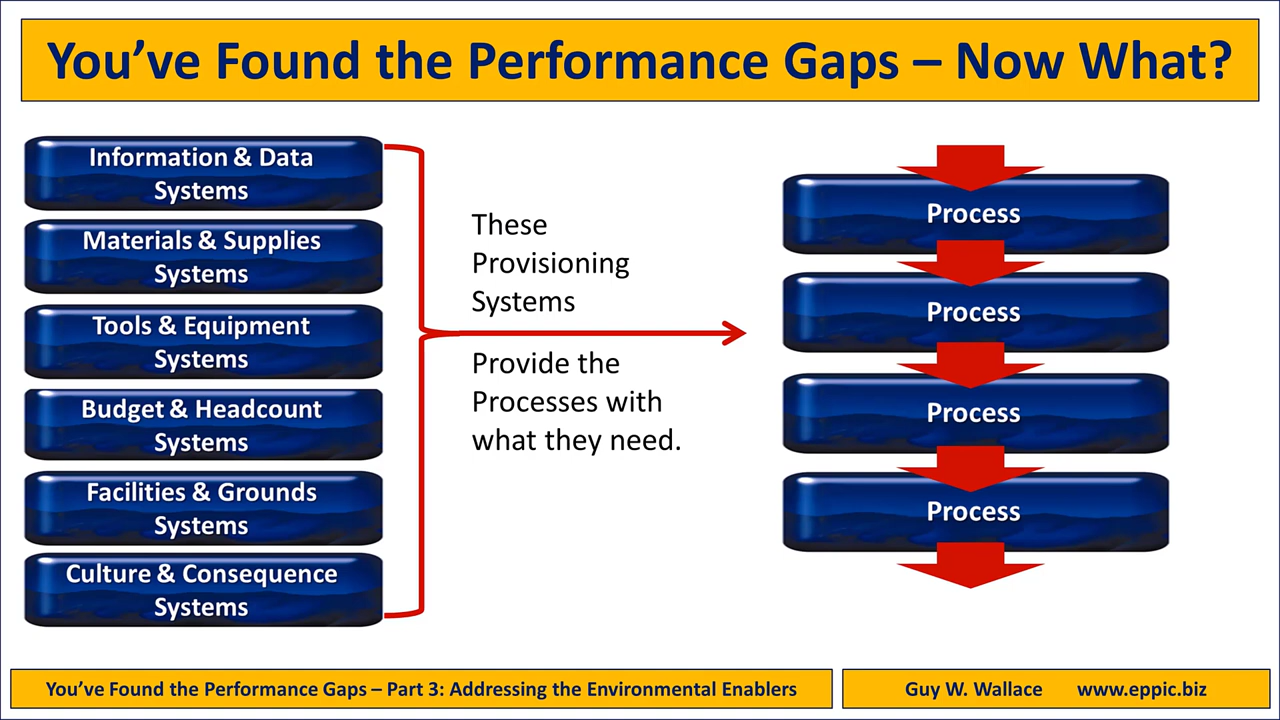 You’ve Found the Performance Gaps – Now What?
Information & Data
Systems
Materials & Supplies
Systems
Tools & Equipment
Systems
Budget & Headcount
Systems
Facilities & Grounds
Systems
Culture & Consequence
Systems
These
Provisioning
Systems
Provide the
Processes with
what they need.
Process
Process
Process
Process
You’ve Found the Performance Gaps – Part 3: Addressing the Environmental Enablers
Guy W. Wallace www.eppic.biz